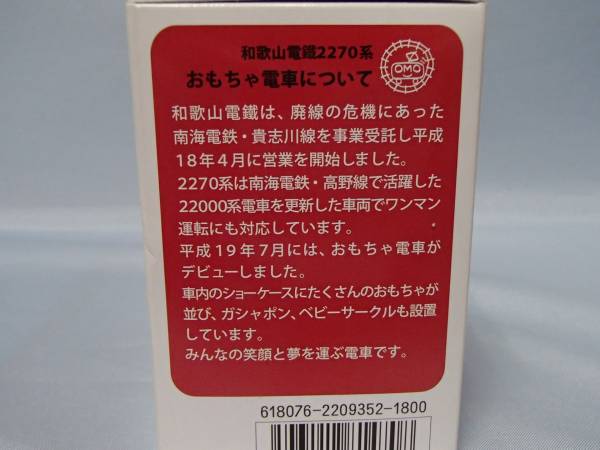 和歌山電鐵2270系
おもちゃ電車について
OMO
和歌山電鐵は、廃線の危機にあった
南海電鉄・貴志川線を事業受託し平成
18年4月に営業を開始しました。
2270系は南海電鉄・高野線で活躍した
22000系電車を更新した車両でワンマン
運転にも対応しています。
平成19年7月には、おもちゃ電車が
デビューしました。
車内のショーケースにたくさんのおもちゃが
並び、ガシャポン、ベビーサークルも設置
しています。
みんなの笑顔と夢を運ぶ電車です。
618076-2209352-1800